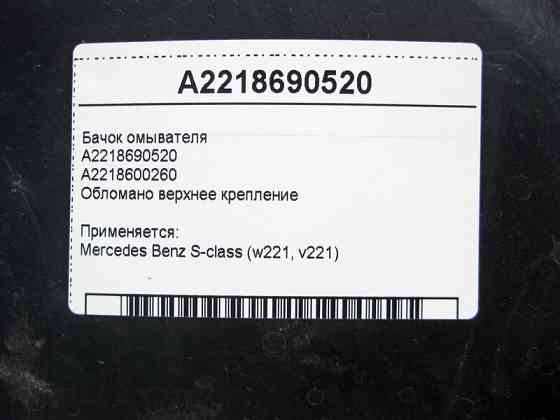 A2218690520
Бачок омывателя
A2218690520
A2218600260
Обломано верхнее крепление
Применяется:
Mercedes Benz S-class (w221, v221)